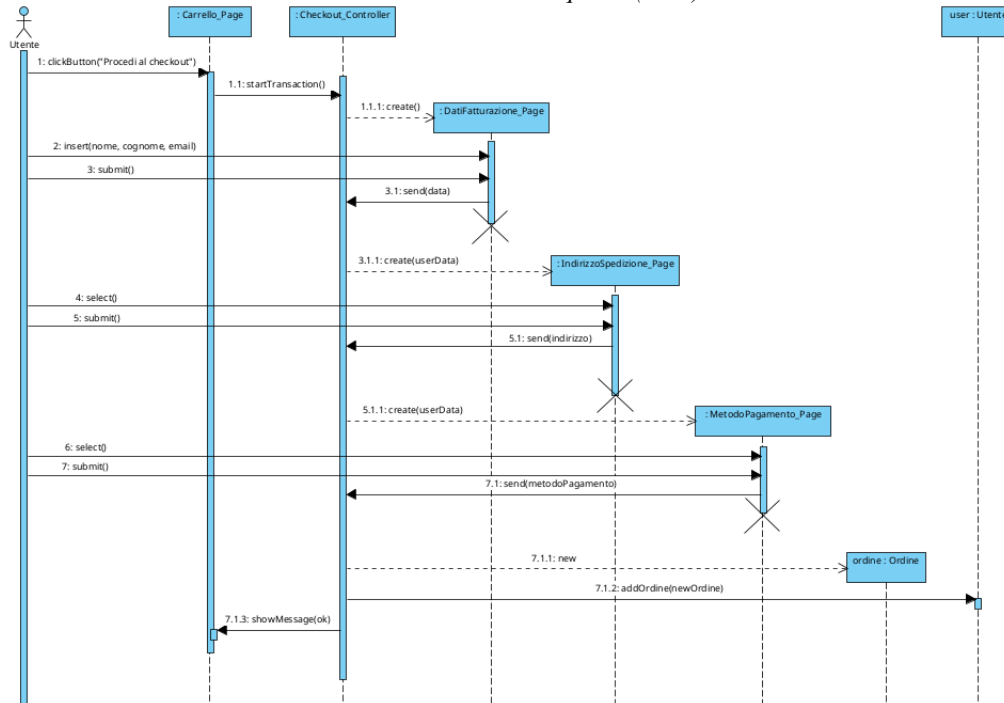 : Carrello_Page
: Checkout_Controller
user : Utente
Utente
1: clickButton("Procedi al checkout")
1.1: startTransaction()
1.1.1: create()
: DatiFatturazione_Page
2: insert(nome, cognome, email)
3: submit()
3.1: send(data)
3.1.1: create(userData)
: IndirizzoSpedizione_Page
4: select()
5: submit()
5.1: send(indirizzo)
5.1.1: create(userData)
: MetodoPagamento_Page
6: select()
7: submit()
7.1: send(metodoPagamento)
7.1.1: new
ordine : Ordine
7.1.2: addOrdine(newOrdine)
7.1.3: showMessage(ok)